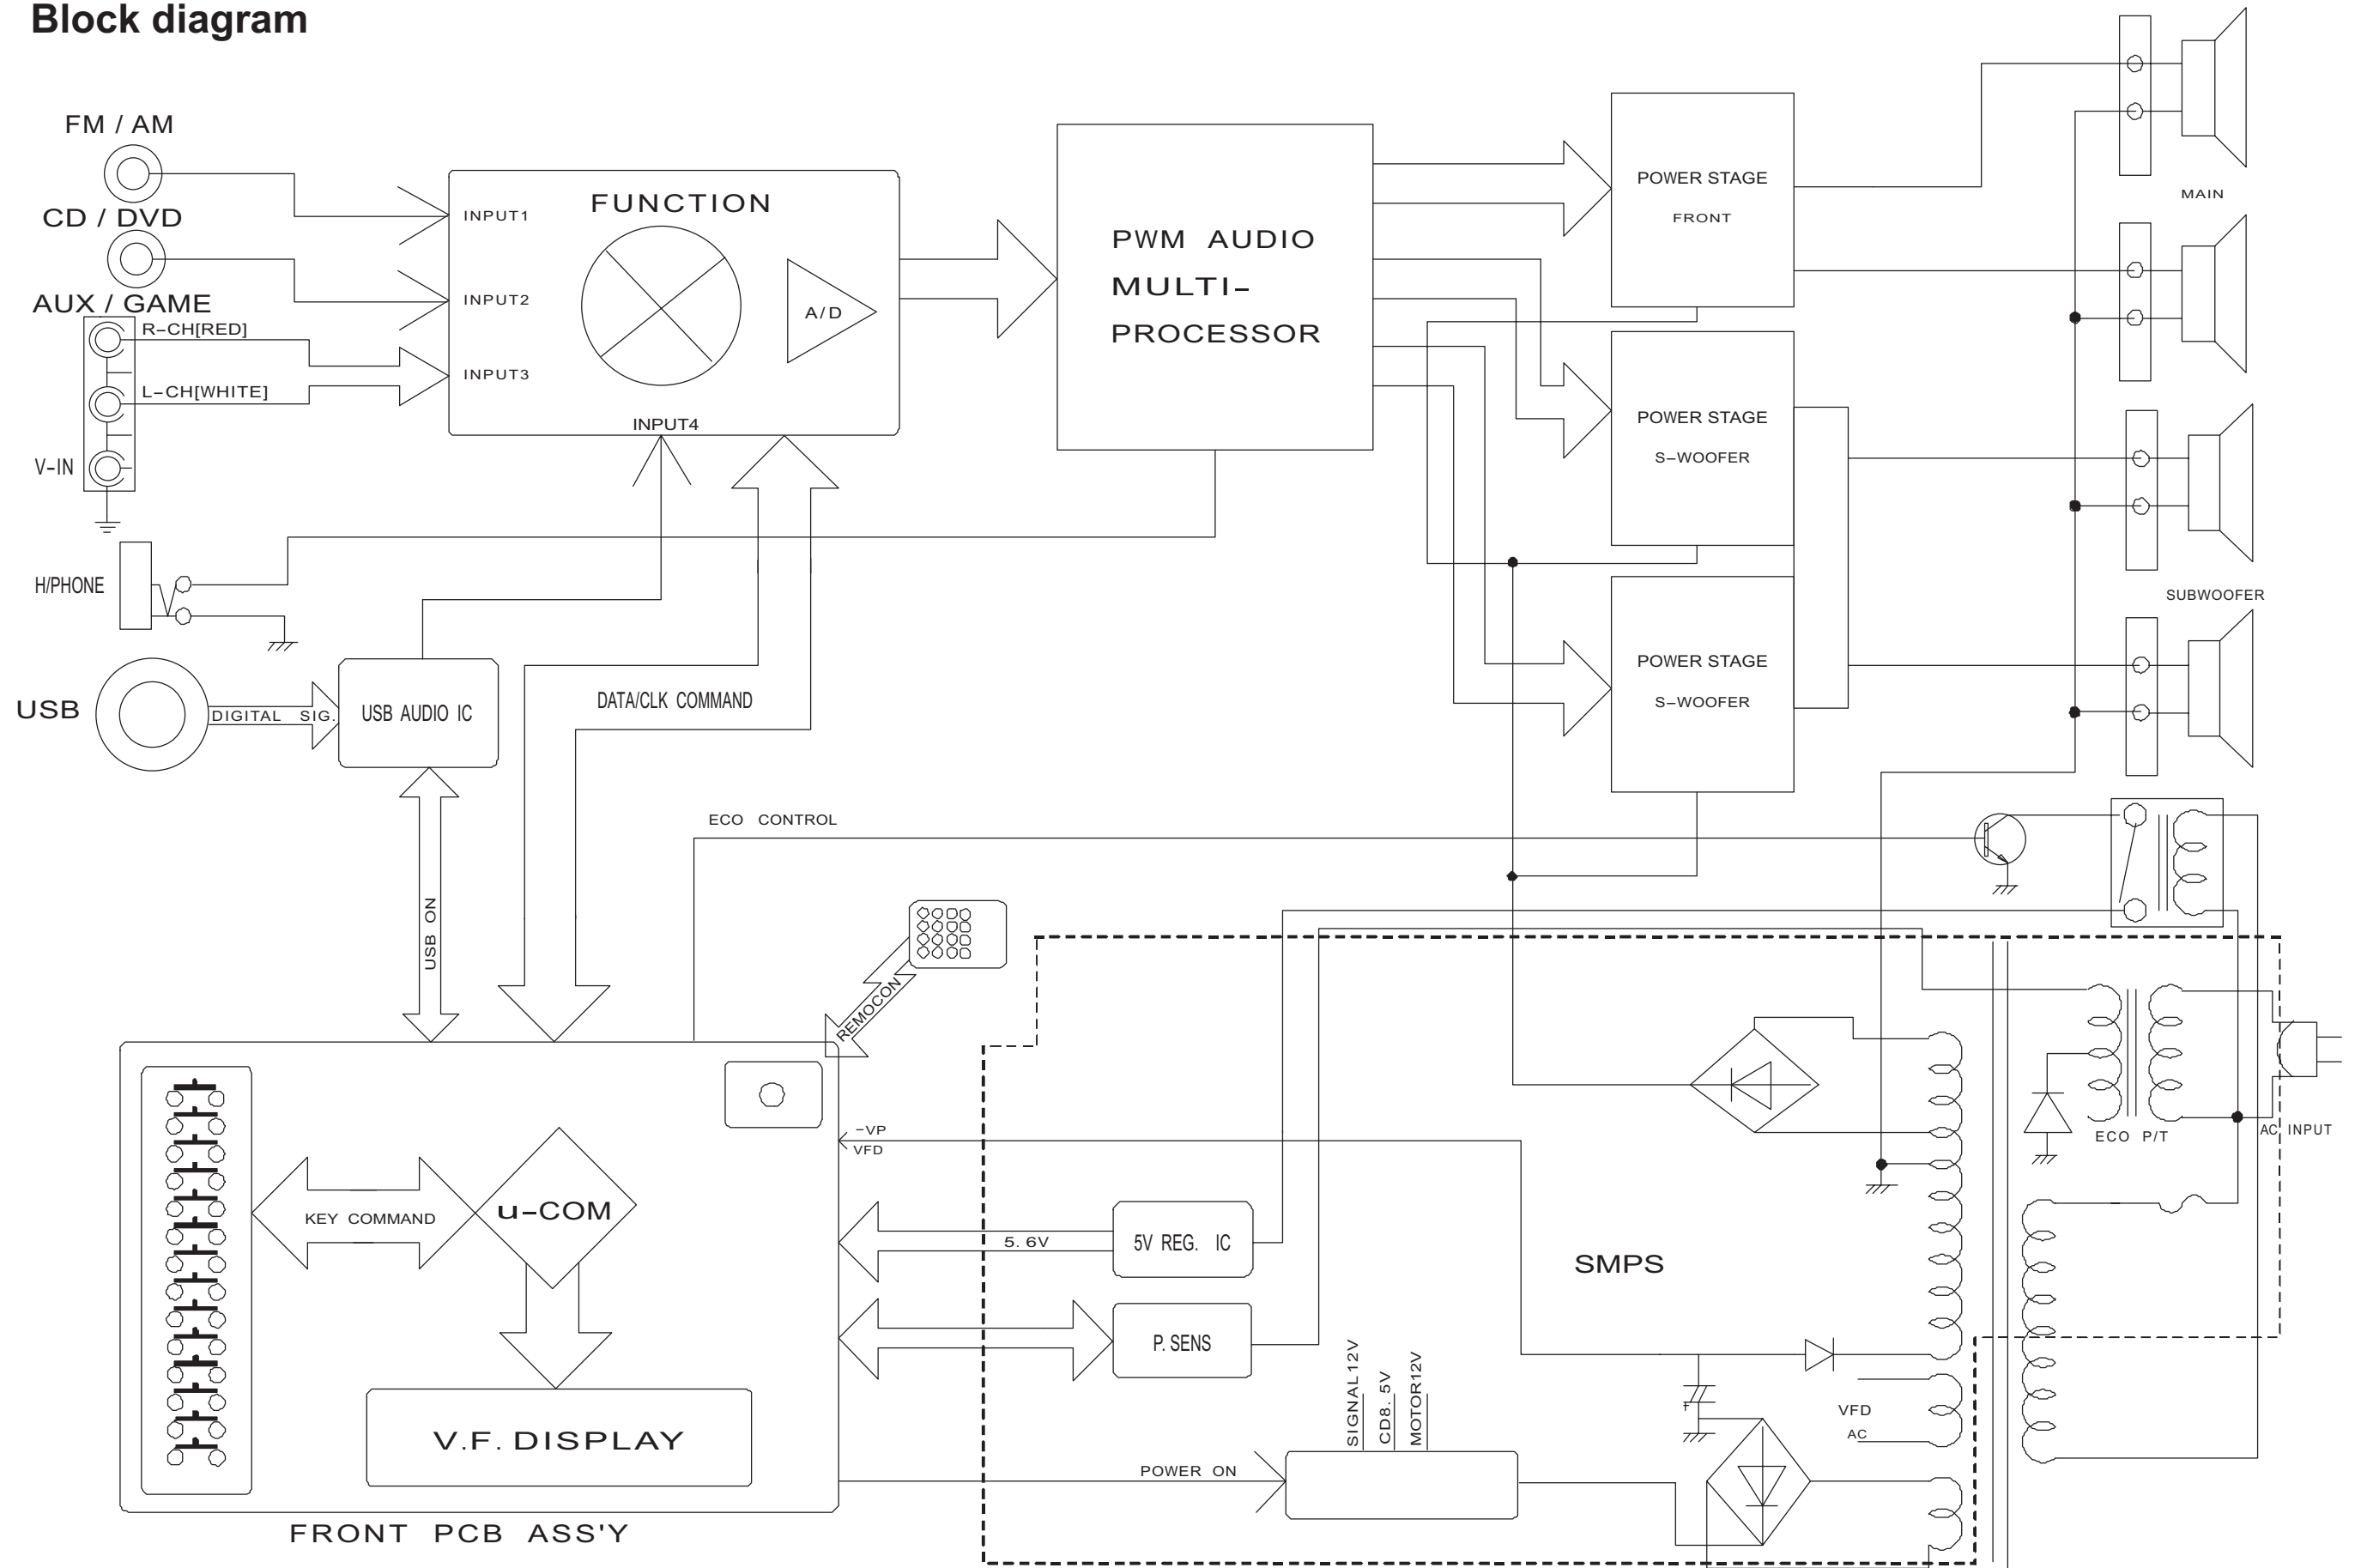 Block diagram
FM / AM
CD / DVD
AUX / GAME
R-CH[RED]
L-CH[WHITE]
V-IN
H/PHONE
USB
DIGITAL SIG.
USB AUDIO IC
FUNCTION
INPUT1
INPUT2
INPUT3
INPUT4
A/D
PWM AUDIO
MULTI-
PROCESSOR
POWER STAGE
FRONT
POWER STAGE
S-WOOFER
POWER STAGE
S-WOOFER
MAIN
SUBWOOFER
DATA/CLK COMMAND
ECO CONTROL
USB ON
REMOCON
-VP
VFD
KEY COMMAND
u-COM
V.F. DISPLAY
FRONT PCB ASS'Y
5. 6V
5V REG. IC
P. SENS
POWER ON
SIGNAL12V
CD8. 5V
MOTOR12V
SMPS
VFD
AC
ECO P/T
AC INPUT